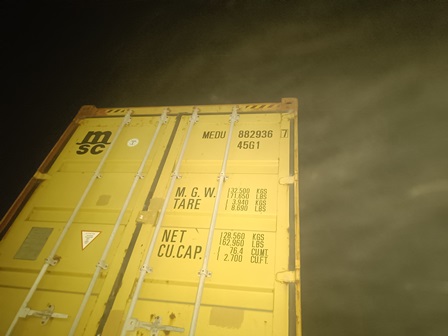 msc
MEDU 882936 7
45G1
M.G.W. 32.500 KGS
71.650 LBS
TARE 3.940 KGS
8.690 LBS
NET 28.560 KGS
62.960 LBS
CU.CAP. 76.4 CU.MT.
2.700 CU.FT.